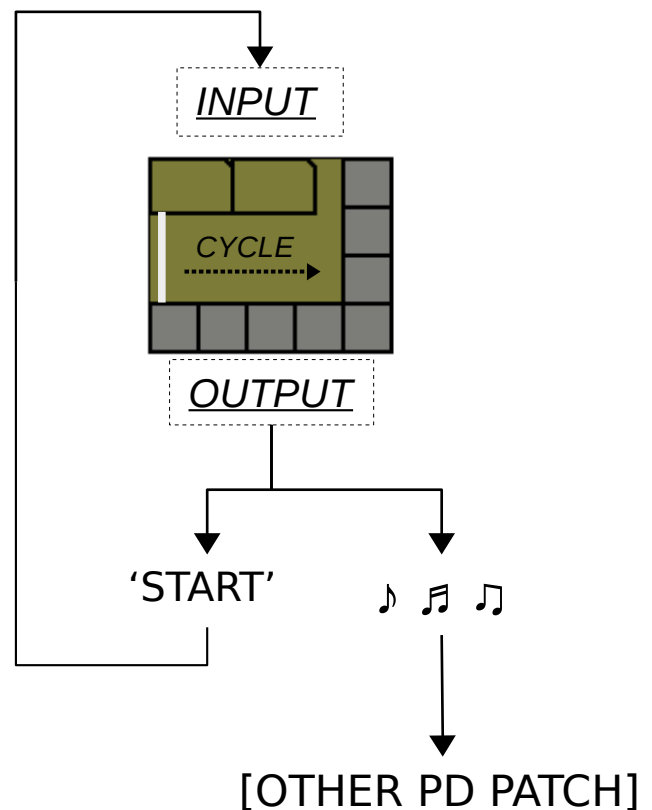 INPUT
CYCLE
OUTPUT
‘START’
♪ ♬ ♫
[OTHER PD PATCH]